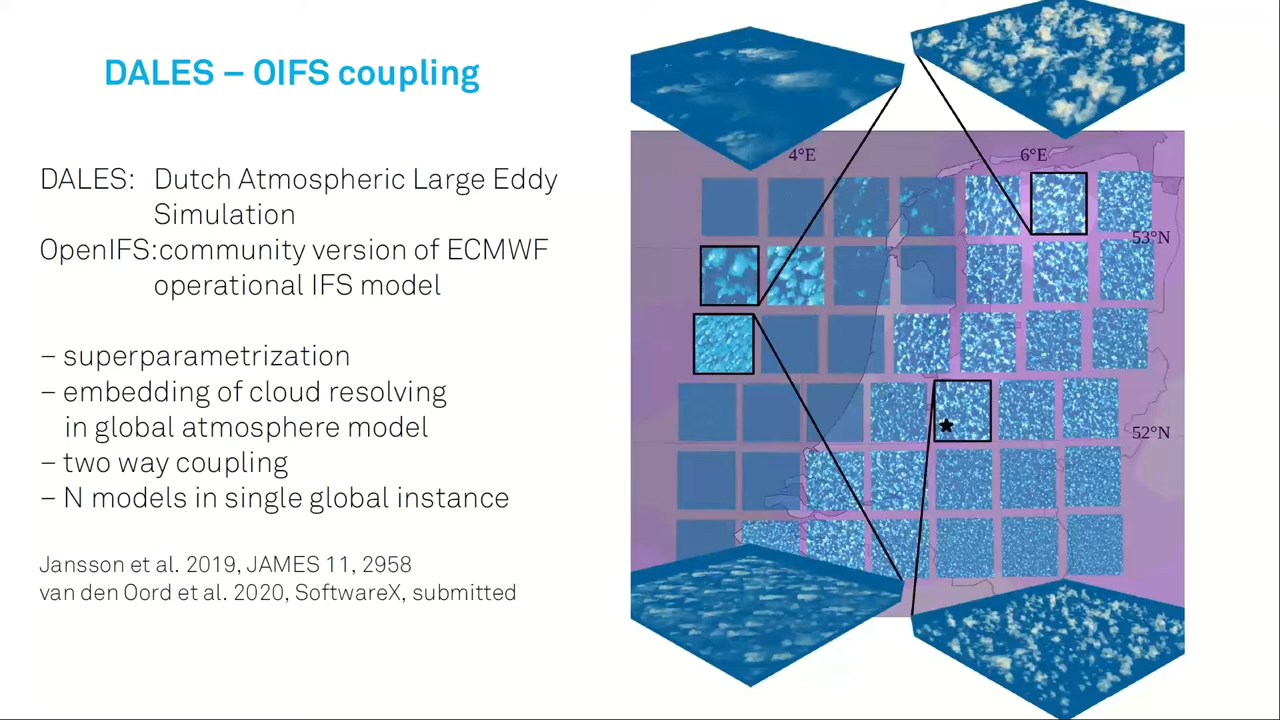 DALES – OIFS coupling
DALES: Dutch Atmospheric Large Eddy
Simulation
OpenIFS:community version of ECMWF
operational IFS model
– superparametrization
– embedding of cloud resolving
in global atmosphere model
– two way coupling
– N models in single global instance
Jansson et al. 2019, JAMES 11, 2958
van den Oord et al. 2020, SoftwareX, submitted
4°E
6°E
53°N
52°N